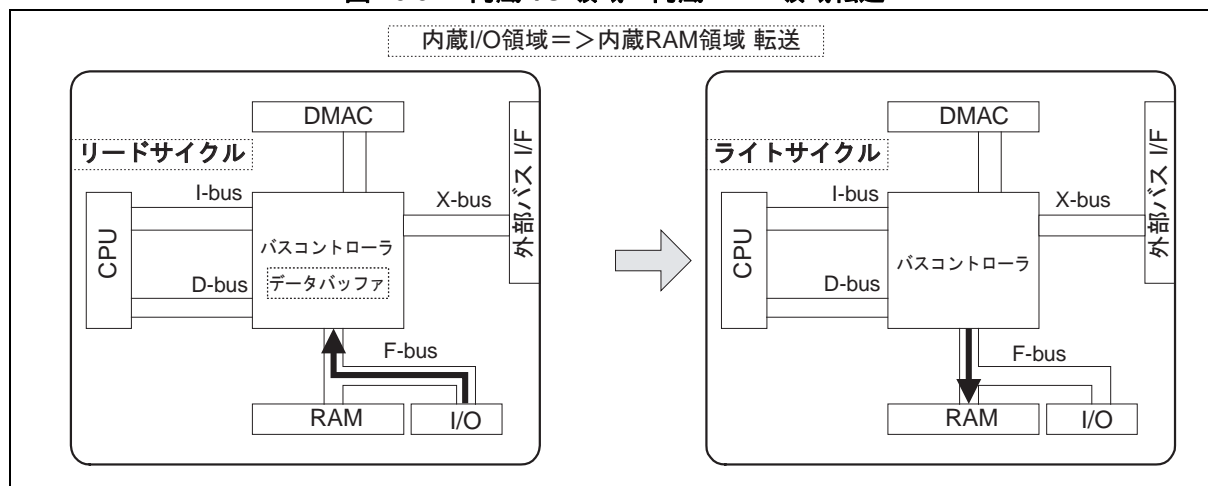 内蔵I/O領域＝＞内蔵RAM領域 転送
リードサイクル
DMAC
I-bus
X-bus
外部バス I/F
CPU
バスコントローラ
データバッファ
D-bus
F-bus
RAM
I/O
ライトサイクル
DMAC
I-bus
X-bus
外部バス I/F
CPU
バスコントローラ
D-bus
F-bus
RAM
I/O